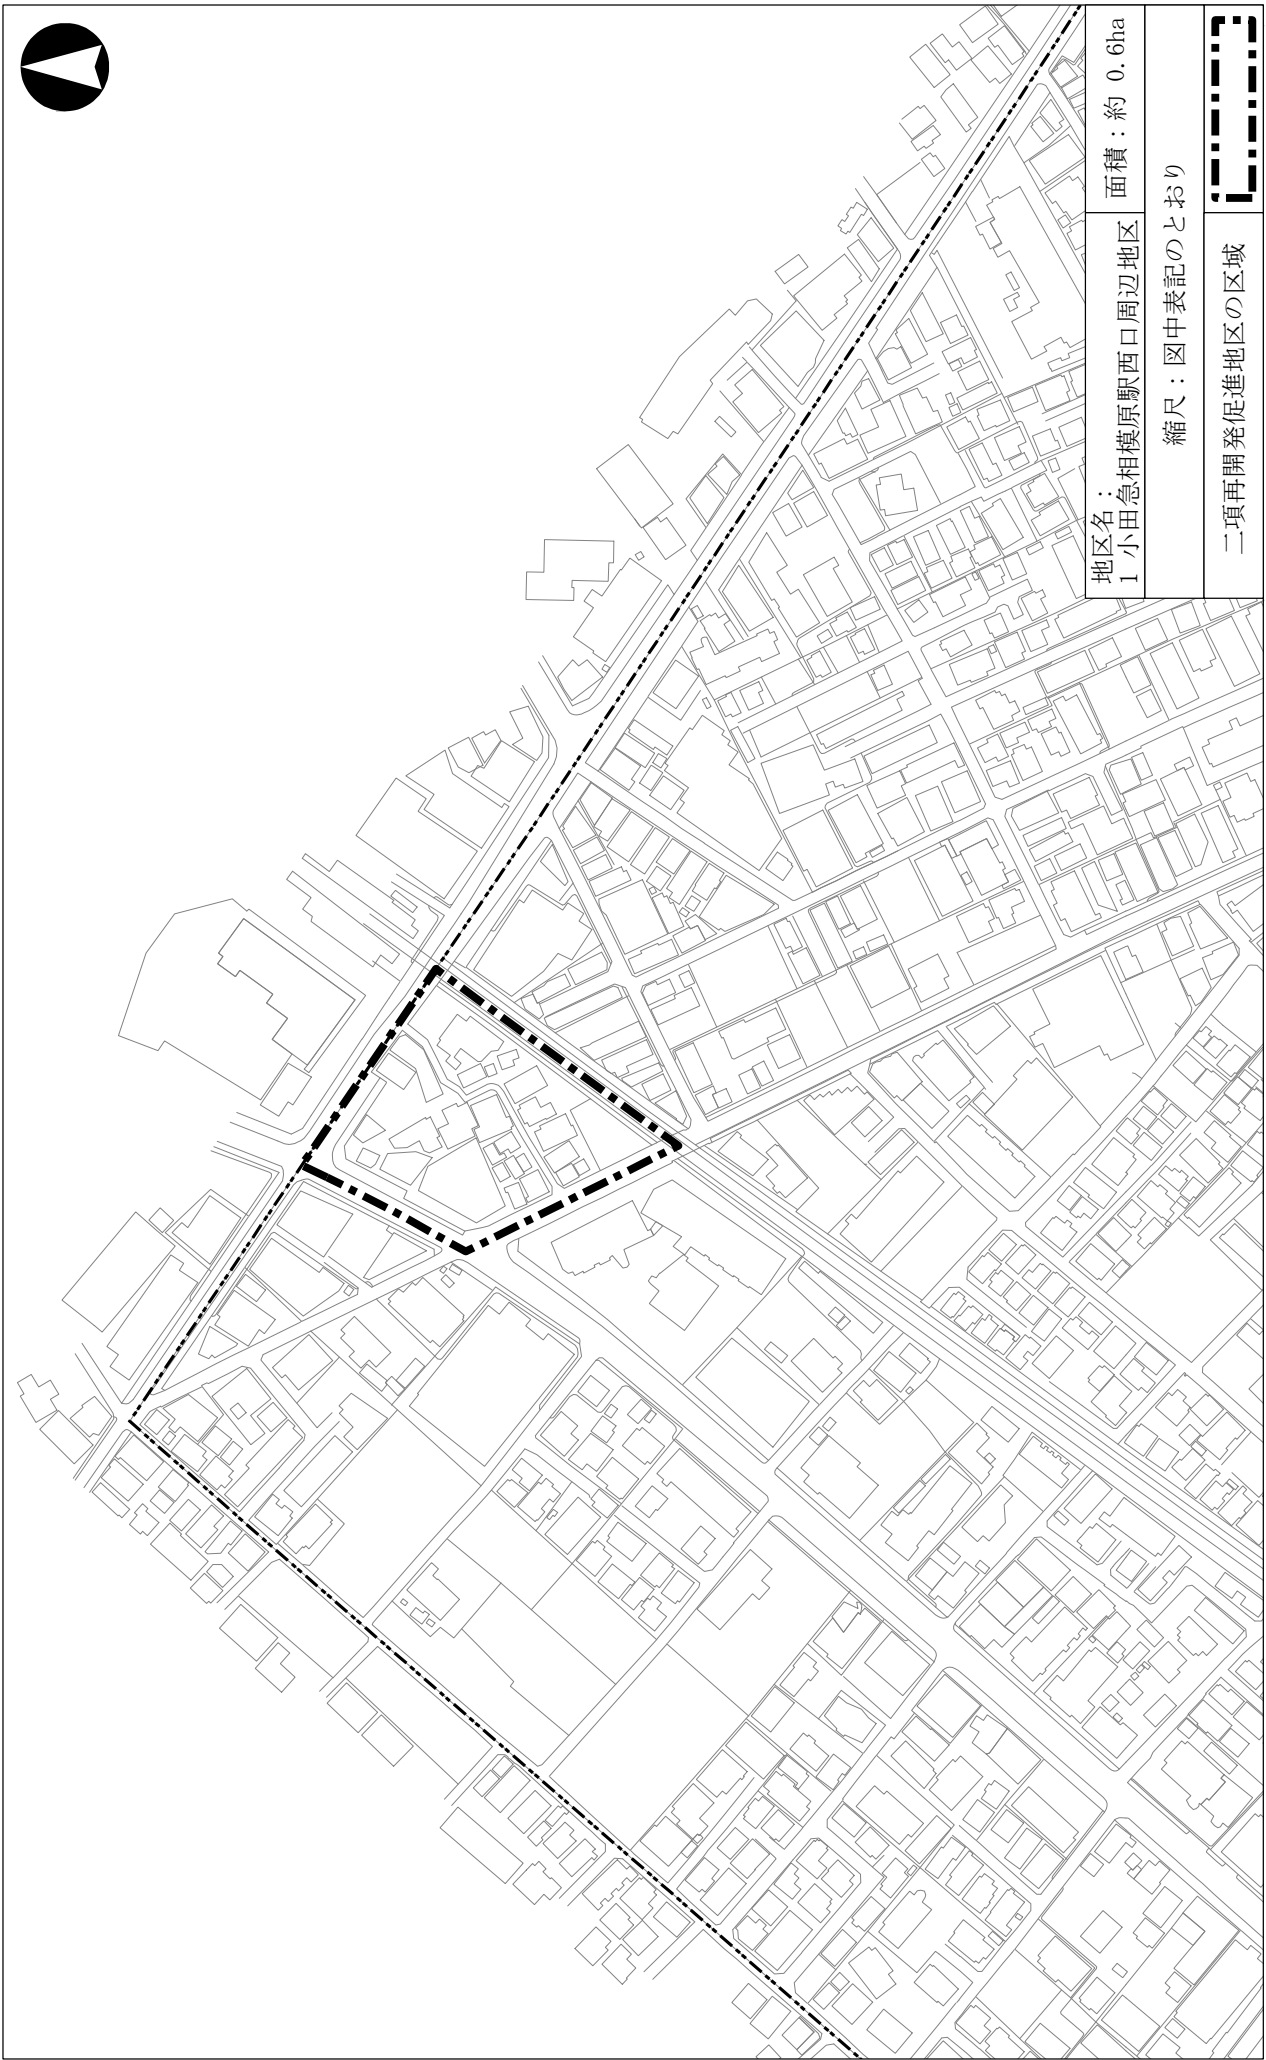 地区名：
1 小田急相模原駅西口周辺地区
面積：約 0.6ha
縮尺：図中表記のとおり
二項再開発促進地区の区域